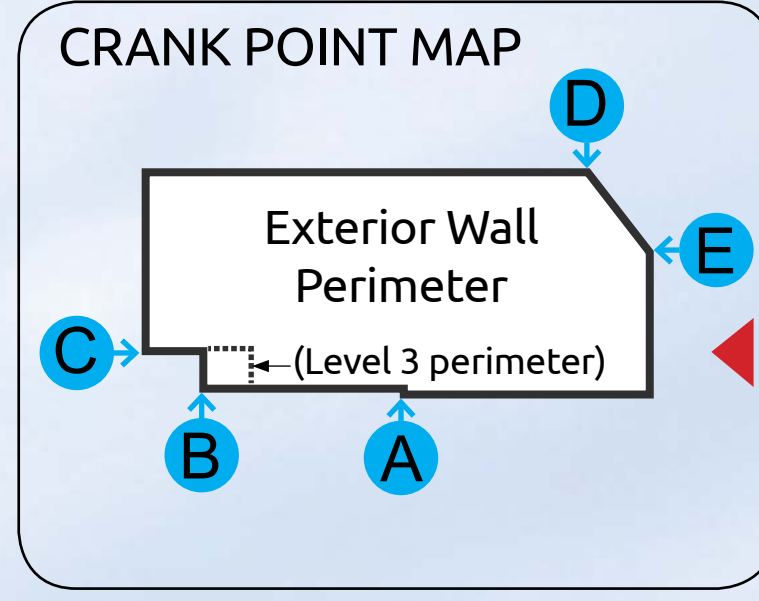 CRANK POINT MAP
D
Exterior Wall
Perimeter
E
C
(Level 3 perimeter)
B
A